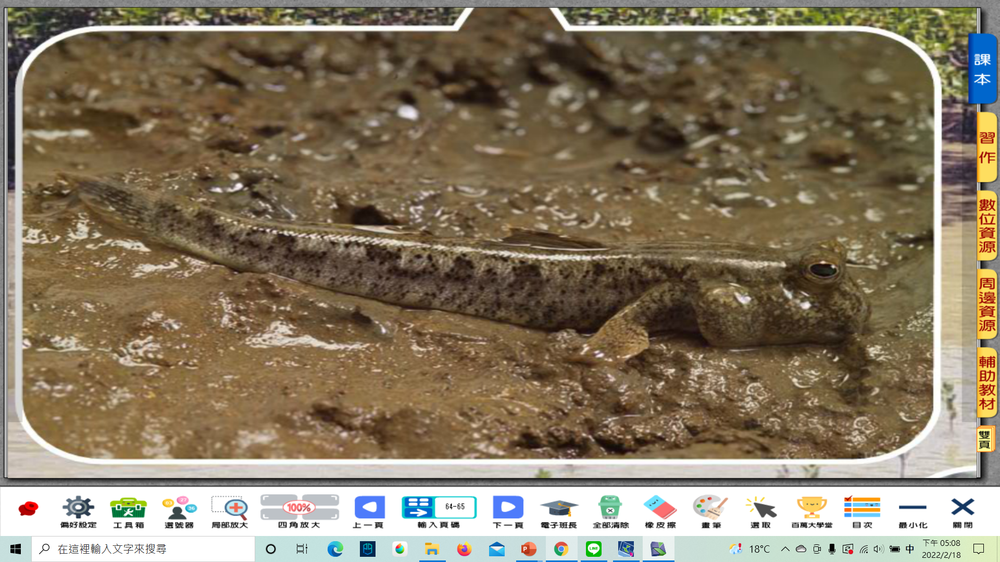 課本
習作
數位資源
周邊資源
輔助教材
雙頁
偏好設定
工具箱
03 27 36
選號器
局部放大
100%
四角放大
上一頁
64-65
輸入頁碼
下一頁
電子班長
全部清除
橡皮擦
畫筆
選取
百萬大學堂
目次
最小化
關閉
在這裡輸入文字來搜尋
P
LINE
18°C
中
下午 05:08
2022/2/18